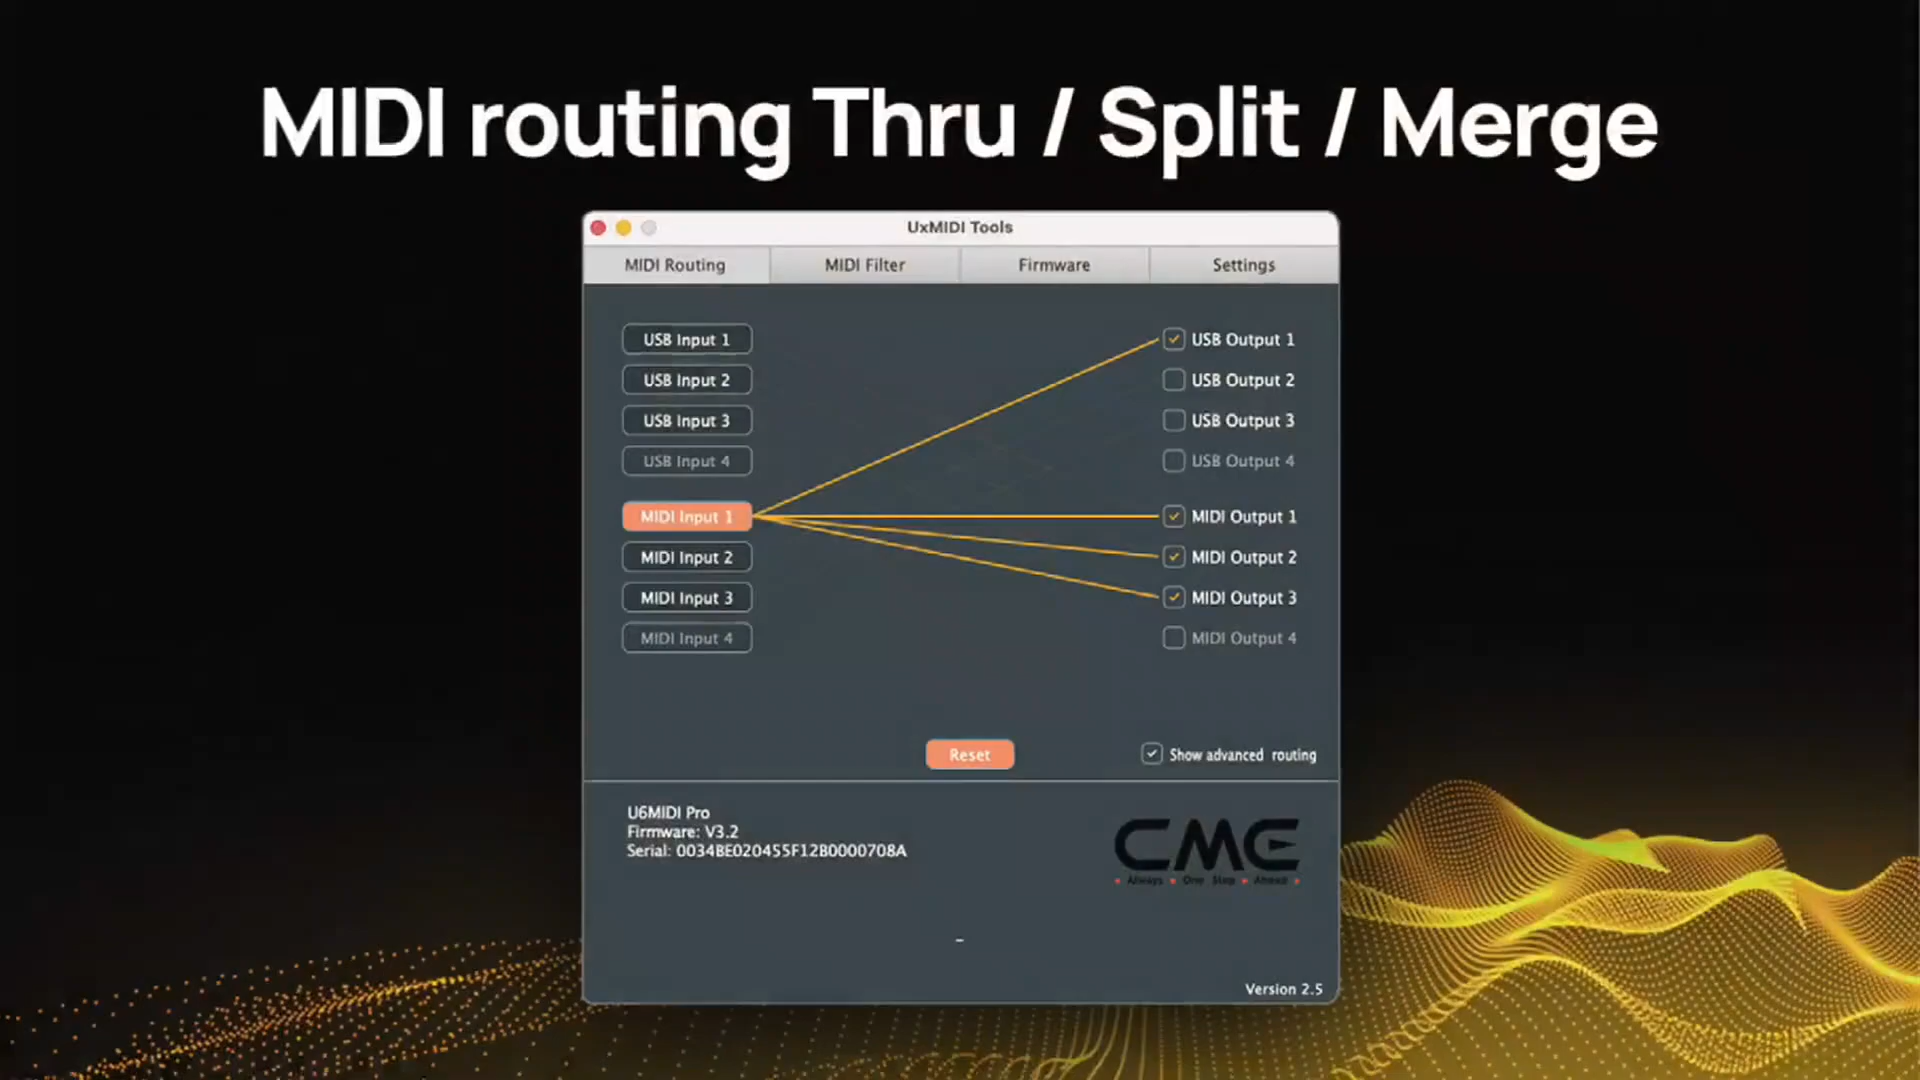 MIDI routing Thru / Split / Merge
UxMIDI Tools
MIDI Routing
MIDI Filter
Firmware
Settings
USB Input 1
USB Output 1
USB Input 2
USB Output 2
USB Input 3
USB Output 3
USB Input 4
USB Output 4
MIDI Input 1
MIDI Output 1
MIDI Input 2
MIDI Output 2
MIDI Input 3
MIDI Output 3
MIDI Input 4
MIDI Output 4
Reset
Show advanced routing
U6MIDI Pro
Firmware: V3.2
Serial: 0034BE020455F12B0000708A
CME
Always One Step Ahead
-
Version 2.5